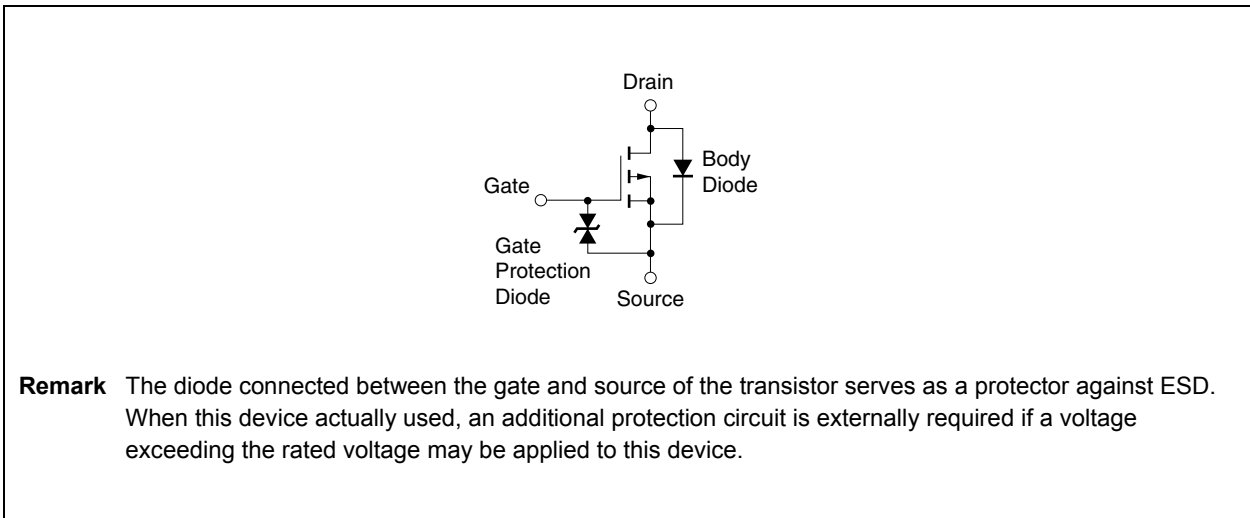 Drain
Body
Diode
Gate
Gate
Protection
Diode
Source
Remark The diode connected between the gate and source of the transistor serves as a protector against ESD.
When this device actually used, an additional protection circuit is externally required if a voltage
exceeding the rated voltage may be applied to this device.